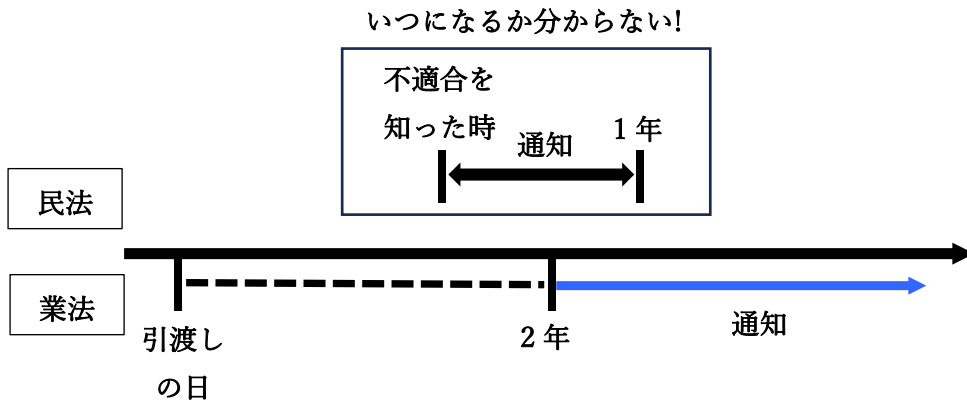 いつになるか分からない!
不適合を
知った時
通知
1年
民法
業法
引渡し
の日
2年
通知